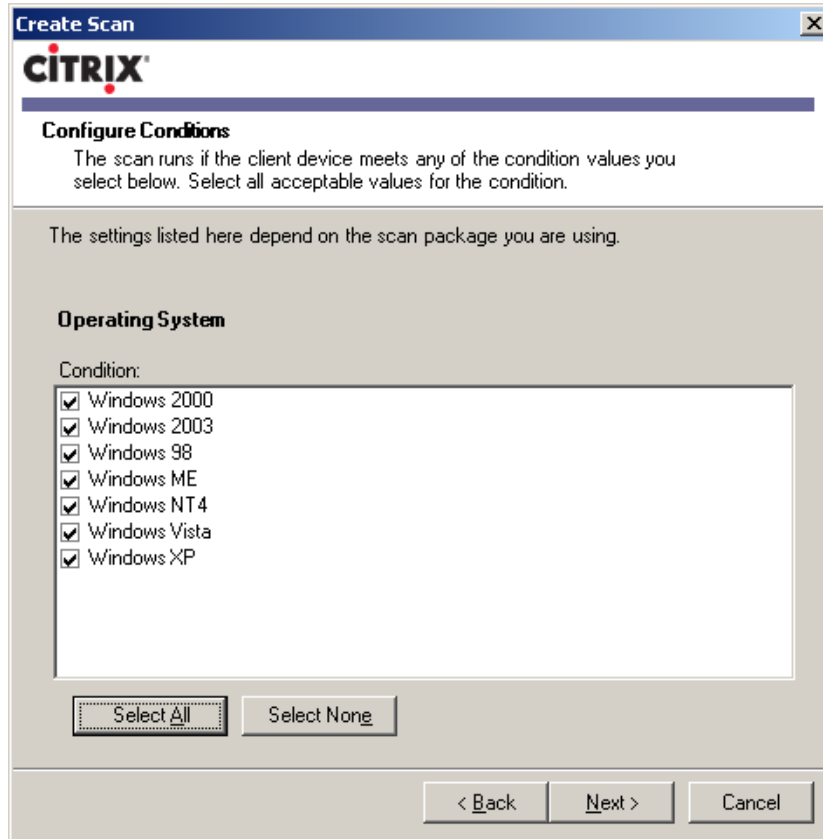 Create Scan
CİTRIX
Configure Conditions
The scan runs if the client device meets any of the condition values you
select below. Select all acceptable values for the condition.
The settings listed here depend on the scan package you are using.
Operating System
Condition:
Windows 2000
Windows 2003
Windows 98
Windows ME
Windows NT4
Windows Vista
Windows XP
Select All
Select None
< Back
Next >
Cancel